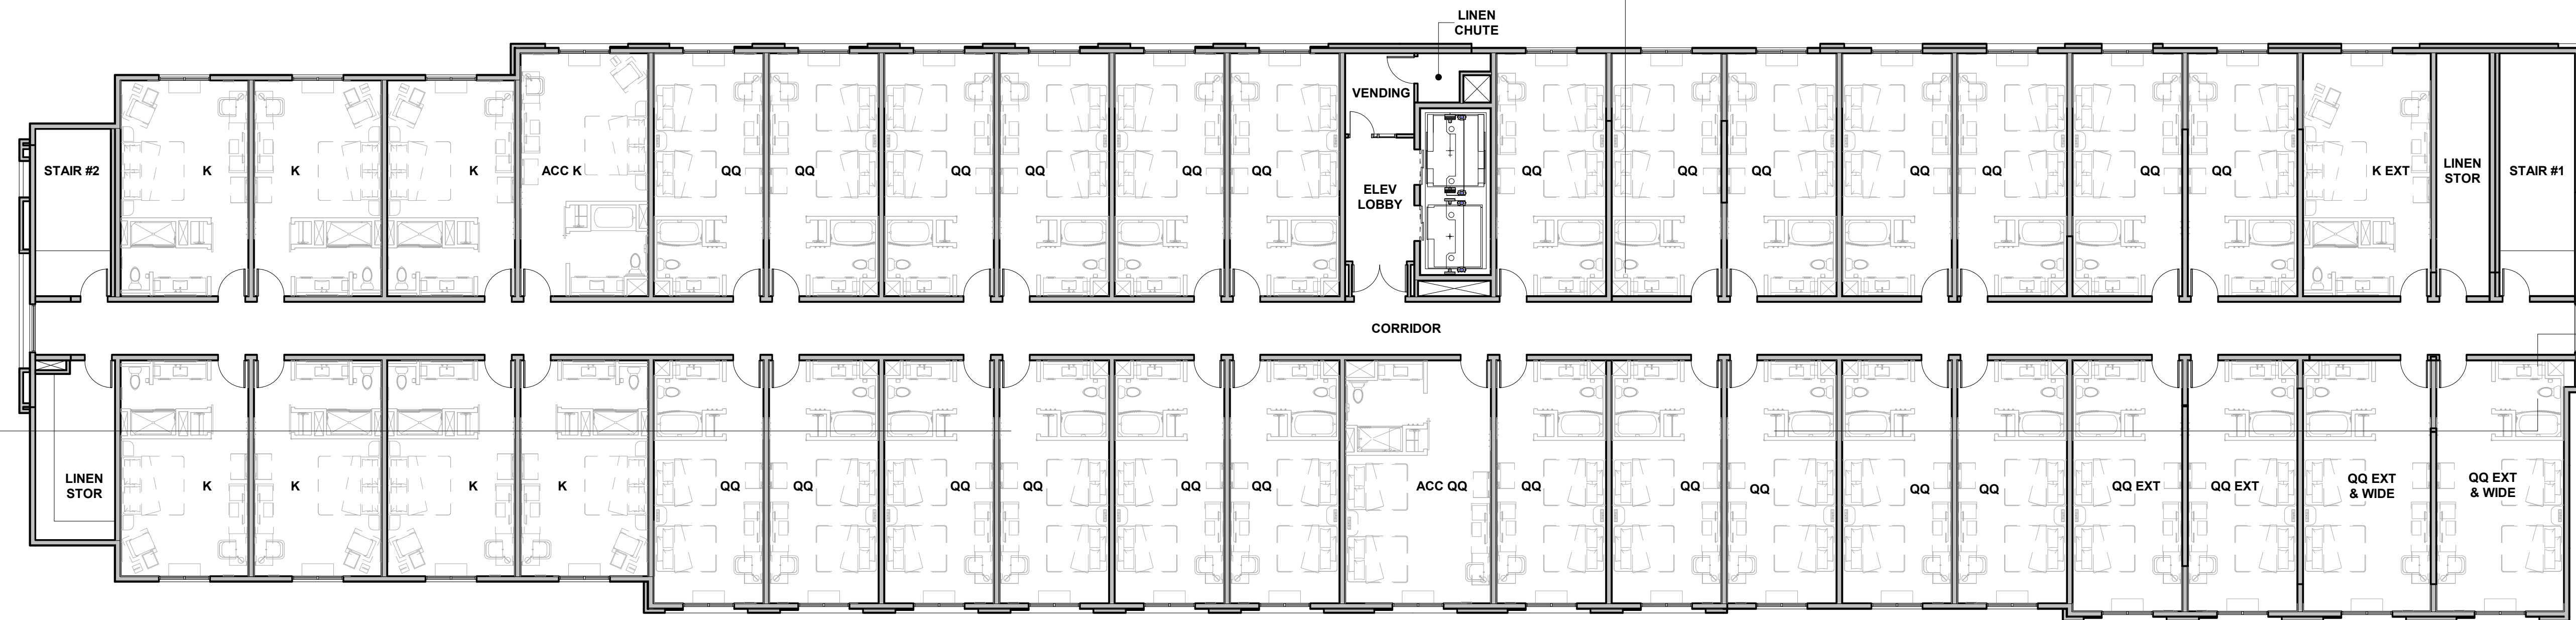 LINEN
CHUTE
VENDING
STAIR #2
K
K
K
ACC K
QQ
QQ
QQ
QQ
QQ
QQ
ELEV
LOBBY
QQ
QQ
QQ
QQ
QQ
QQ
QQ
K EXT
LINEN
STOR
STAIR #1
CORRIDOR
LINEN
STOR
K
K
K
K
QQ
QQ
QQ
QQ
QQ
QQ
ACC QQ
QQ
QQ
QQ
QQ
QQ
QQ EXT
QQ EXT
QQ EXT
& WIDE
QQ EXT
& WIDE